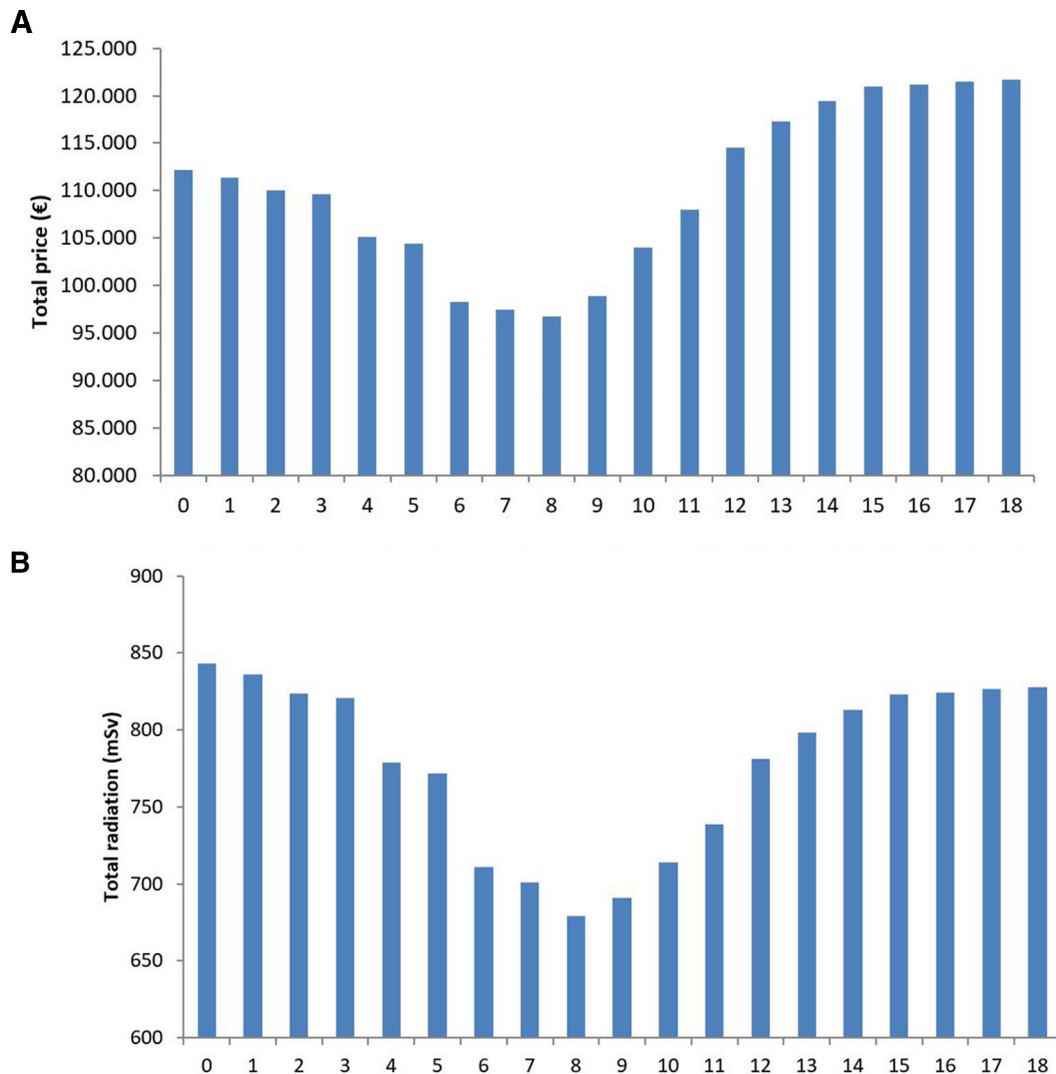 A
125.000
120.000
115.000
110.000
105.000
100.000
95.000
90.000
85.000
80.000
Total price (€)
0 1 2 3 4 5 6 7 8 9 10 11 12 13 14 15 16 17 18
B
900
850
800
750
700
650
600
Total radiation (mSv)
0 1 2 3 4 5 6 7 8 9 10 11 12 13 14 15 16 17 18